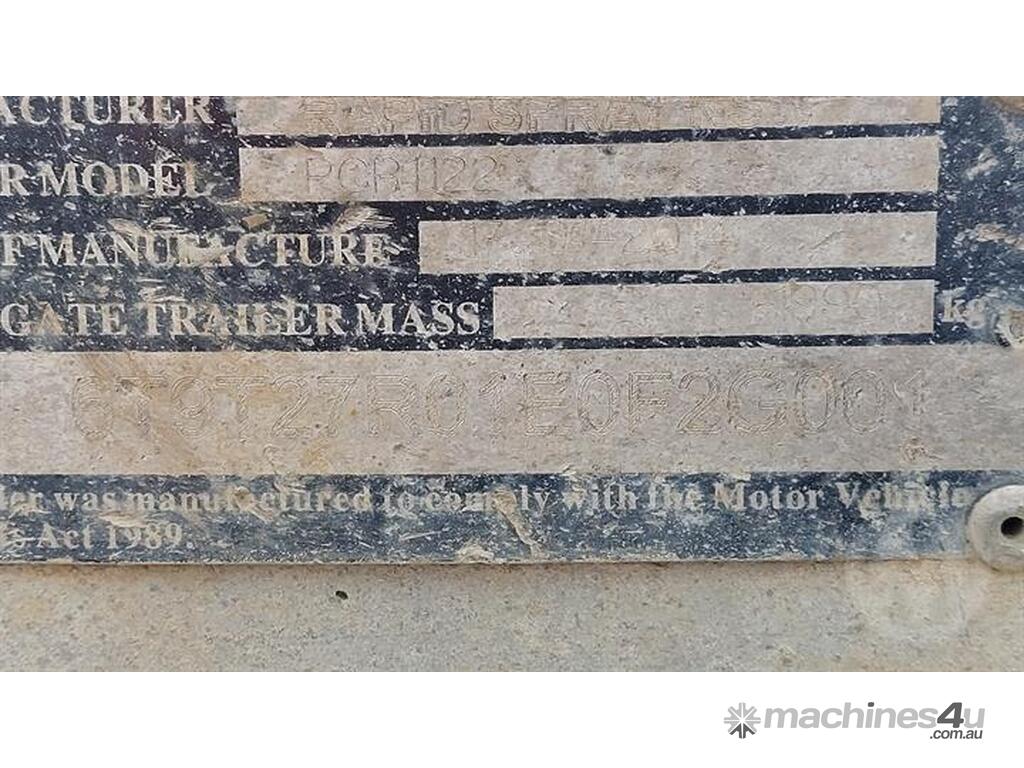 ACTURER RAPID SPRAY
R MODEL PCR1122
F MANUFACTURE
GATE TRAILER MASS kg
6T9T27R01E0F2G001
was manufactured to comply with the Motor Vehicle
Act 1989.
machines4u
.com.au